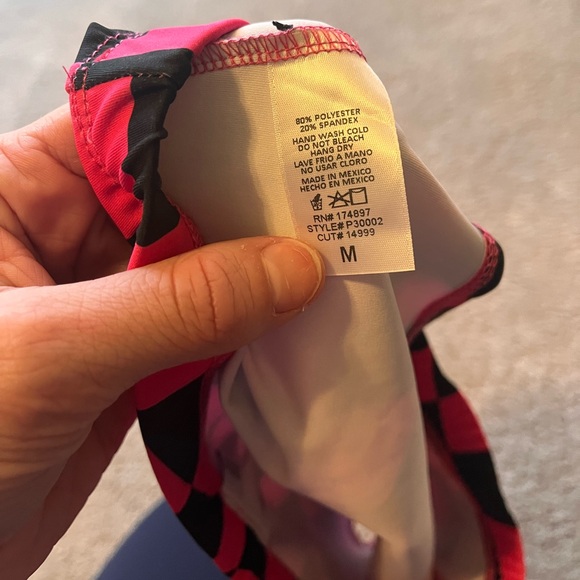 80% POLYESTER
20% SPANDEX
HAND WASH COLD
DO NOT BLEACH
HANG DRY
LAVE FRIO A MANO
NO USAR CLORO
MADE IN MEXICO
HECHO EN MEXICO
RN# 174897
STYLE# P30002
CUT# 14999
M